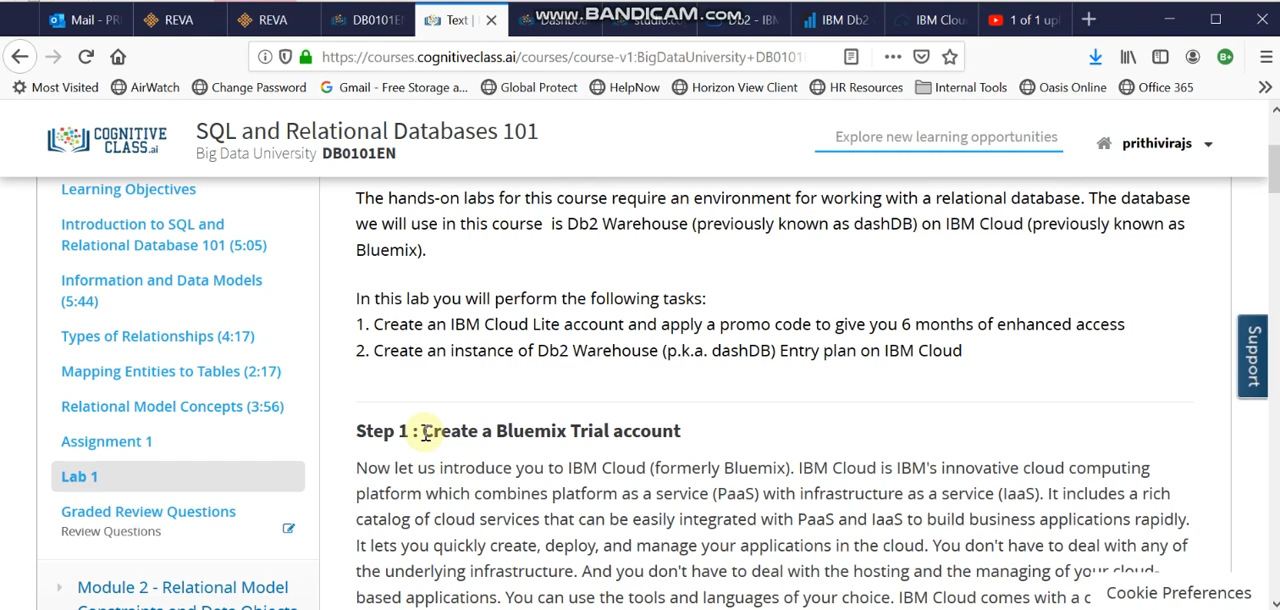 Mail - PRI
REVA
REVA
DB0101E
Text |
Dashbo
studio.co
Db2 - IBM
IBM Db2
IBM Clou
1 of 1 upl
www.BANDICAM.com
https://courses.cognitiveclass.ai/courses/course-v1:BigDataUniversity+DB0101
Most Visited
AirWatch
Change Password
Gmail - Free Storage a...
Global Protect
HelpNow
Horizon View Client
HR Resources
Internal Tools
Oasis Online
Office 365
COGNITIVE
CLASS.ai
SQL and Relational Databases 101
Big Data University DB0101EN
Explore new learning opportunities
prithivirajs
Learning Objectives
Introduction to SQL and
Relational Database 101 (5:05)
Information and Data Models
(5:44)
Types of Relationships (4:17)
Mapping Entities to Tables (2:17)
Relational Model Concepts (3:56)
Assignment 1
Lab 1
Graded Review Questions
Review Questions
Module 2 - Relational Model
Constraints and Data Objects
The hands-on labs for this course require an environment for working with a relational database. The database
we will use in this course is Db2 Warehouse (previously known as dashDB) on IBM Cloud (previously known as
Bluemix).
In this lab you will perform the following tasks:
1. Create an IBM Cloud Lite account and apply a promo code to give you 6 months of enhanced access
2. Create an instance of Db2 Warehouse (p.k.a. dashDB) Entry plan on IBM Cloud
Step 1 : Create a Bluemix Trial account
Now let us introduce you to IBM Cloud (formerly Bluemix). IBM Cloud is IBM's innovative cloud computing
platform which combines platform as a service (PaaS) with infrastructure as a service (IaaS). It includes a rich
catalog of cloud services that can be easily integrated with PaaS and IaaS to build business applications rapidly.
It lets you quickly create, deploy, and manage your applications in the cloud. You don't have to deal with any of
the underlying infrastructure. And you don't have to deal with the hosting and the managing of your cloud-
based applications. You can use the tools and languages of your choice. IBM Cloud comes with a c
Support
Cookie Preferences